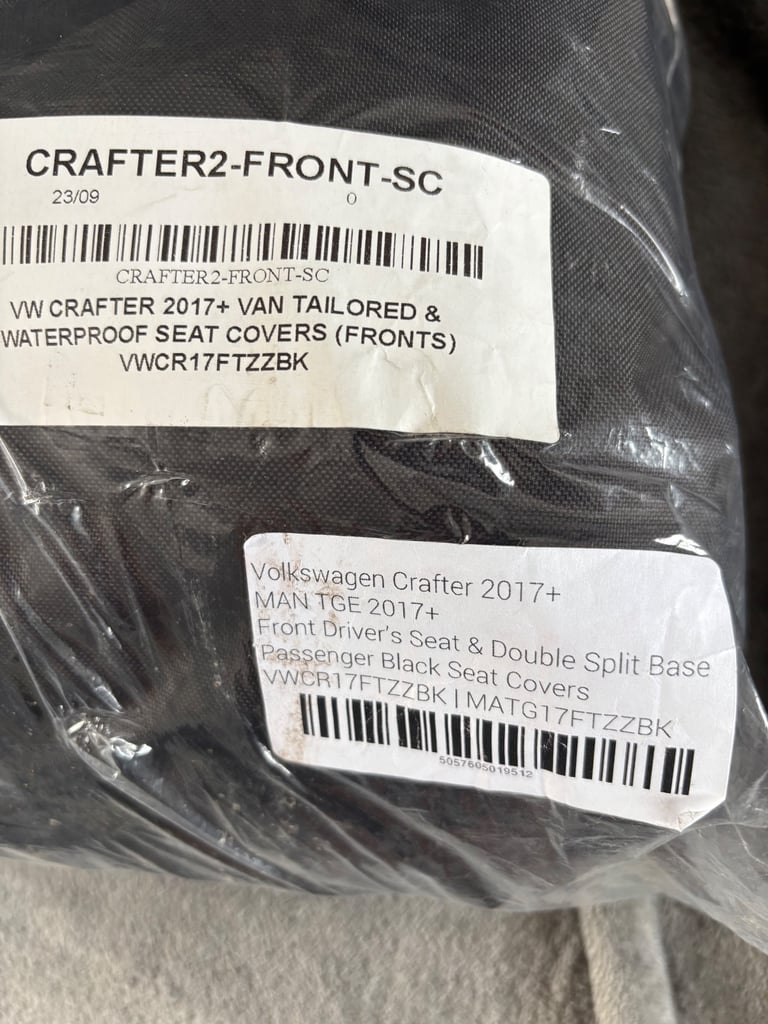 CRAFTER2-FRONT-SC
23/09 0
CRAFTER2-FRONT-SC
VW CRAFTER 2017+ VAN TAILORED &
WATERPROOF SEAT COVERS (FRONTS)
VWCR17FTZZBK
Volkswagen Crafter 2017+
MAN TGE 2017+
Front Driver's Seat & Double Split Base
Passenger Black Seat Covers
VWCR17FTZZBK | MATG17FTZZBK
5057605019512